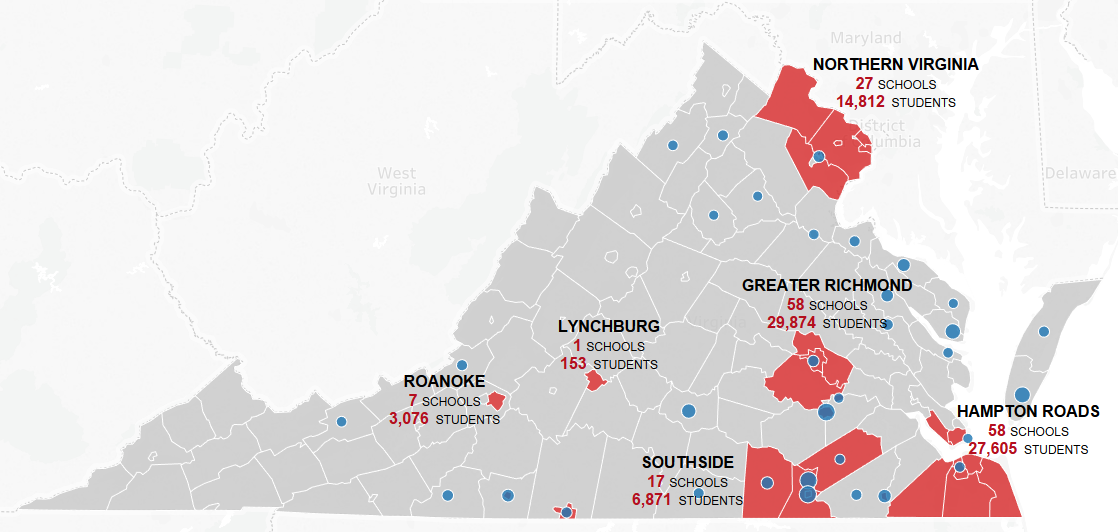 Maryland
NORTHERN VIRGINIA
27 SCHOOLS
14,812 STUDENTS
District
Columbia
West
Virginia
Delaware
GREATER RICHMOND
58 SCHOOLS
29,874 STUDENTS
LYNCHBURG
1 SCHOOLS
153 STUDENTS
ROANOKE
7 SCHOOLS
3,076 STUDENTS
HAMPTON ROADS
58 SCHOOLS
27,605 STUDENTS
SOUTHSIDE
17 SCHOOLS
6,871 STUDENTS